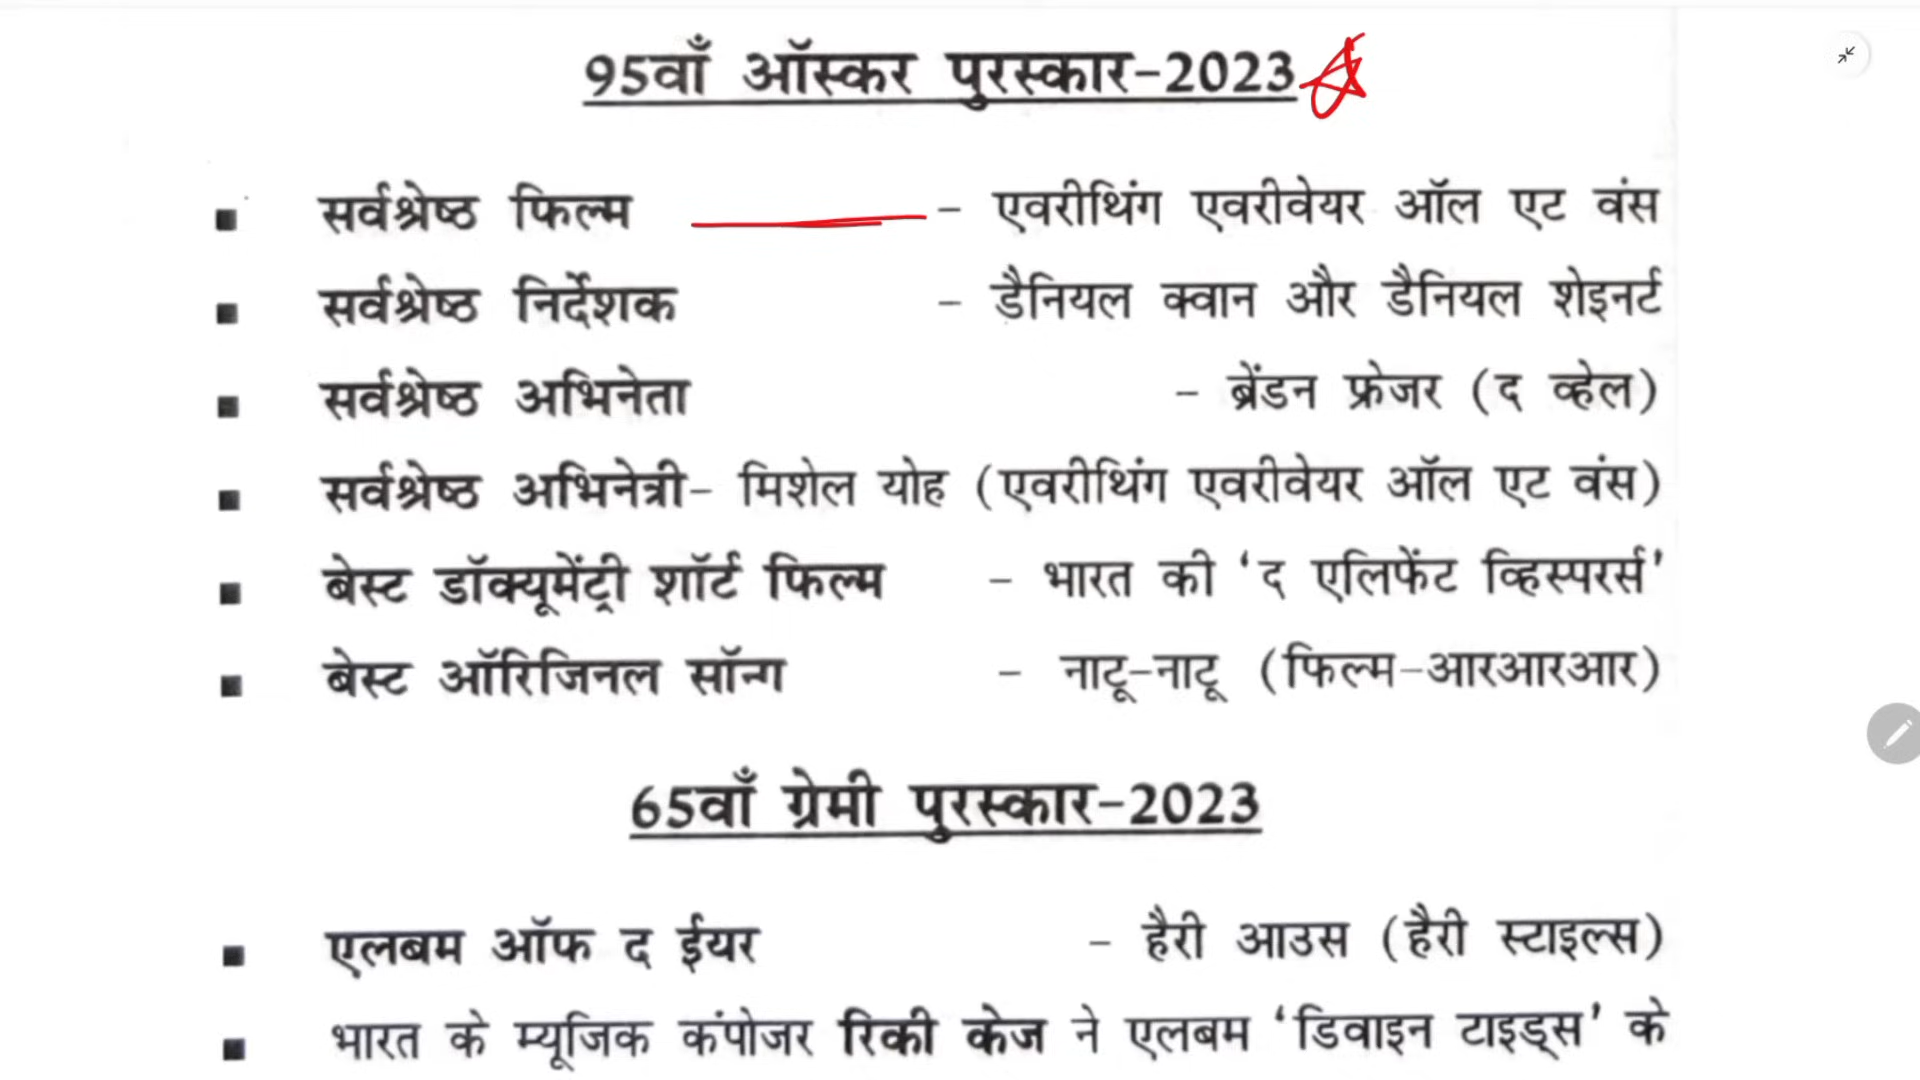 95वाँ ऑस्कर पुरस्कार-2023
▪ सर्वश्रेष्ठ फिल्म - एवरीथिंग एवरीवेयर ऑल एट वंस
▪ सर्वश्रेष्ठ निर्देशक - डैनियल क्वान और डैनियल शेइनर्ट
▪ सर्वश्रेष्ठ अभिनेता - ब्रेंडन फ्रेजर (द व्हेल)
▪ सर्वश्रेष्ठ अभिनेत्री- मिशेल योह (एवरीथिंग एवरीवेयर ऑल एट वंस)
▪ बेस्ट डॉक्यूमेंट्री शॉर्ट फिल्म - भारत की ‘द एलिफेंट व्हिस्परर्स’
▪ बेस्ट ऑरिजिनल सॉन्ग - नाटू-नाटू (फिल्म-आरआरआर)
65वाँ ग्रेमी पुरस्कार-2023
▪ एलबम ऑफ द ईयर - हैरी आउस (हैरी स्टाइल्स)
▪ भारत के म्यूजिक कंपोजर रिकी केज ने एलबम ‘डिवाइन टाइड्स’ के